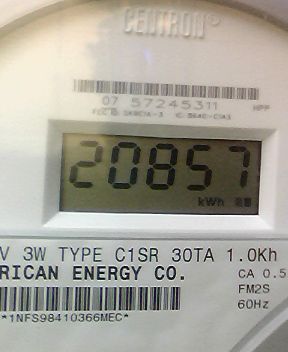 CENTRON®
07 57245311 HPF
20857
kWh
V 3W TYPE C1SR 30TA 1.0Kh
RICAN ENERGY CO. CA 0.5
FM2S
60Hz
*1NFS98410366MEC*